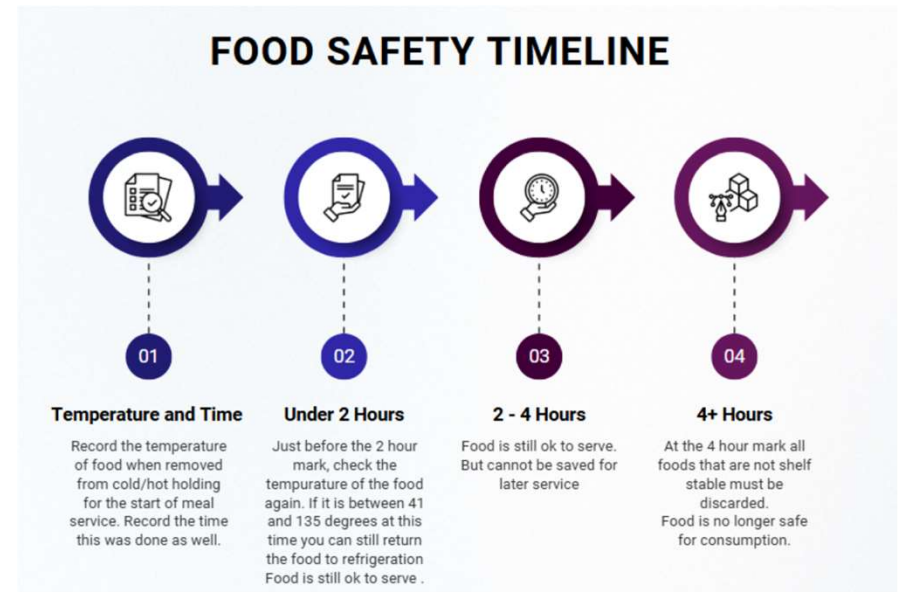 FOOD SAFETY TIMELINE
01
Temperature and Time
Record the temperature
of food when removed
from cold/hot holding
for the start of meal
service. Record the time
this was done as well.
02
Under 2 Hours
Just before the 2 hour
mark, check the
tempurature of the food
again. If it is between 41
and 135 degrees at this
time you can still return
the food to refrigeration
Food is still ok to serve .
03
2 - 4 Hours
Food is still ok to serve.
But cannot be saved for
later service
04
4+ Hours
At the 4 hour mark all
foods that are not shelf
stable must be
discarded.
Food is no longer safe
for consumption.